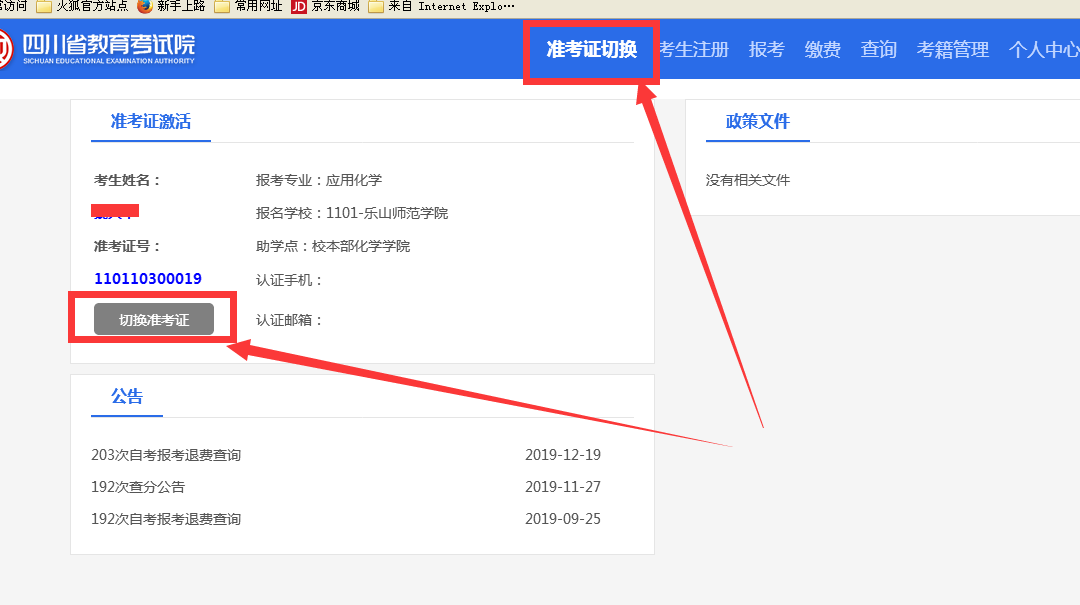 访问 火狐官方站点 新手上路 常用网址 JD 京东商城 来自 Internet Explo…
四川省教育考试院
SICHUAN EDUCATIONAL EXAMINATION AUTHORITY
准考证切换 考生注册 报考 缴费 查询 考籍管理 个人中心
准考证激活
考生姓名：
准考证号：
110110300019
切换准考证
报考专业：应用化学
报名学校：1101-乐山师范学院
助学点：校本部化学学院
认证手机：
认证邮箱：
政策文件
没有相关文件
公告
203次自考报考退费查询 2019-12-19
192次查分公告 2019-11-27
192次自考报考退费查询 2019-09-25